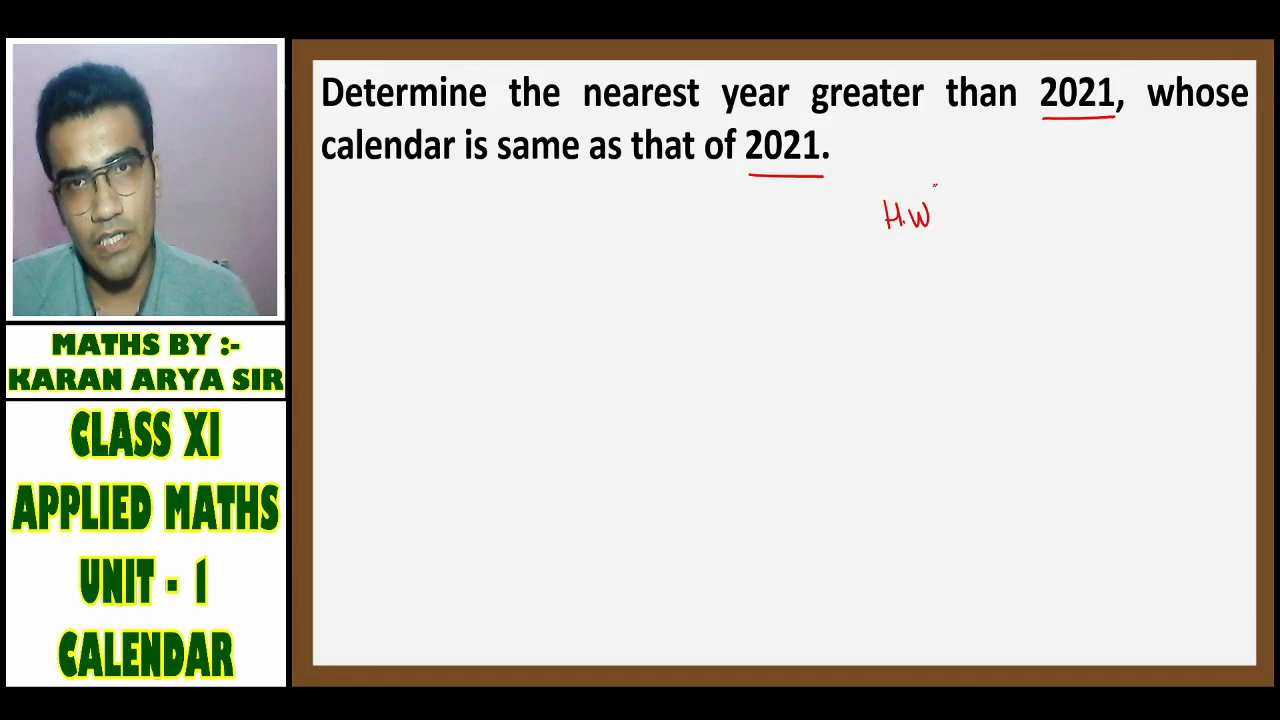 Determine the nearest year greater than 2021, whose
calendar is same as that of 2021.
H.W
MATHS BY :-
KARAN ARYA SIR
CLASS XI
APPLIED MATHS
UNIT - 1
CALENDAR